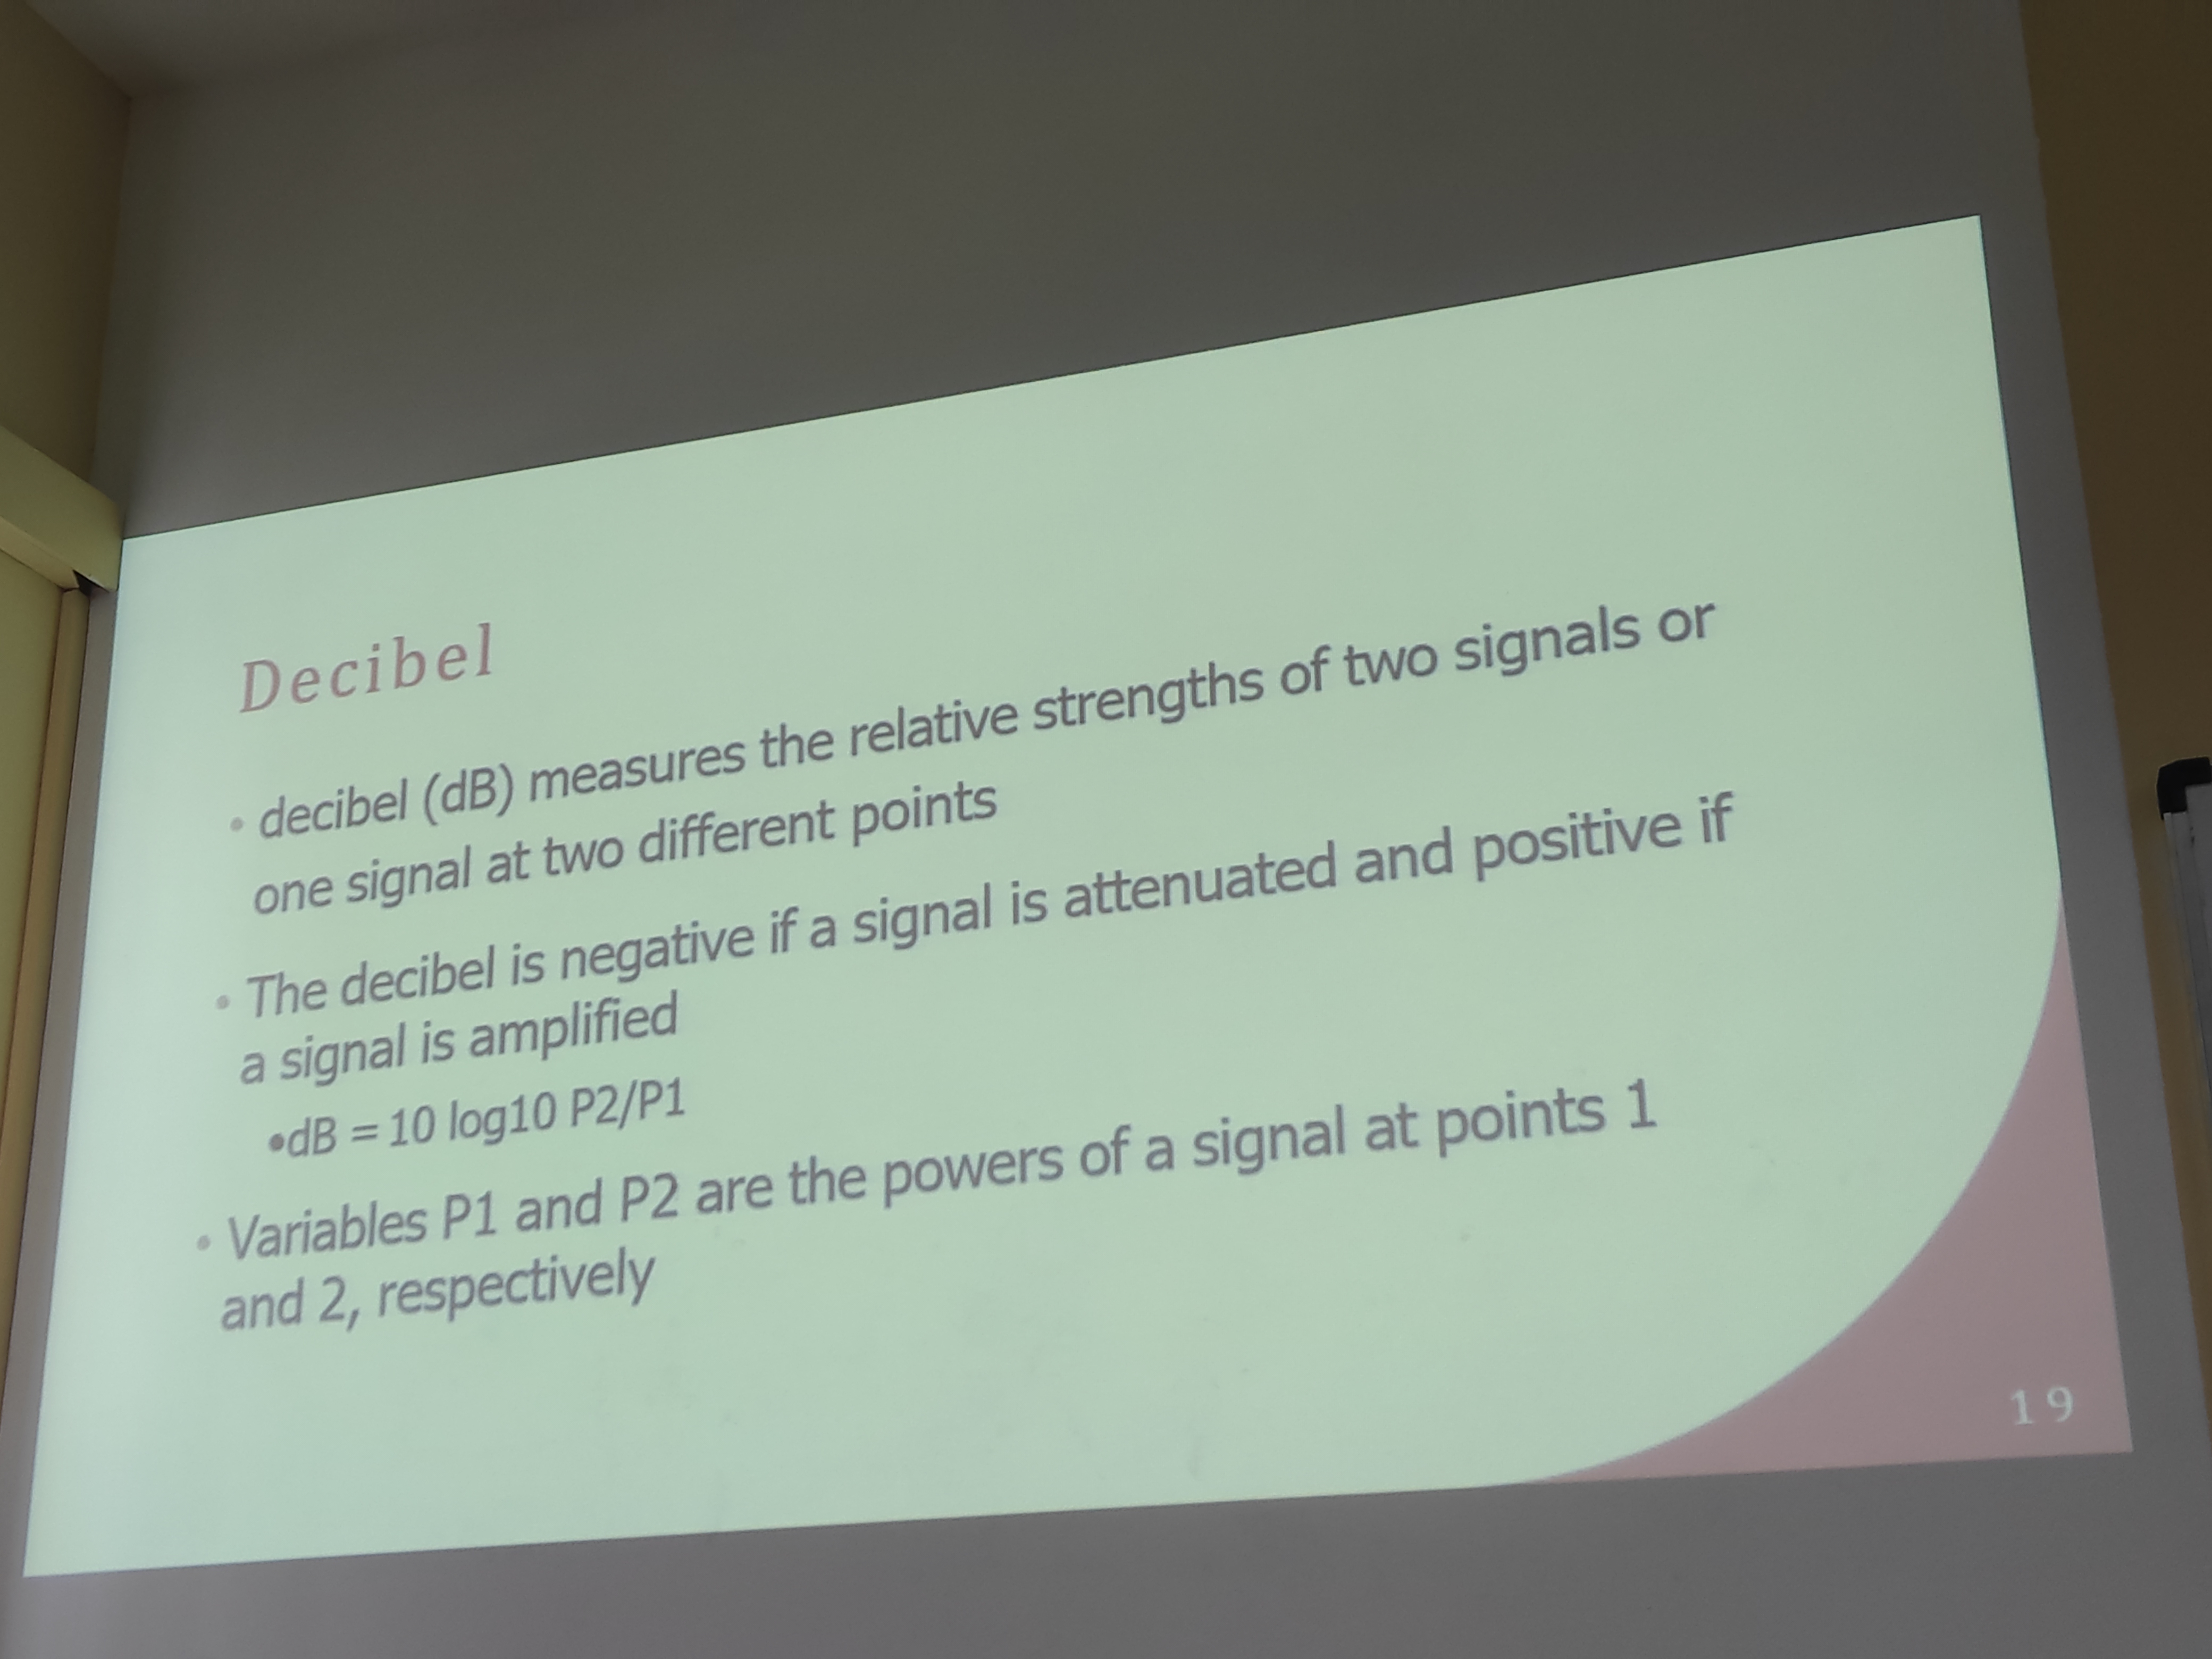 Decibel
• decibel (dB) measures the relative strengths of two signals or
one signal at two different points
• The decibel is negative if a signal is attenuated and positive if
a signal is amplified
•dB = 10 log10 P2/P1
• Variables P1 and P2 are the powers of a signal at points 1
and 2, respectively
19